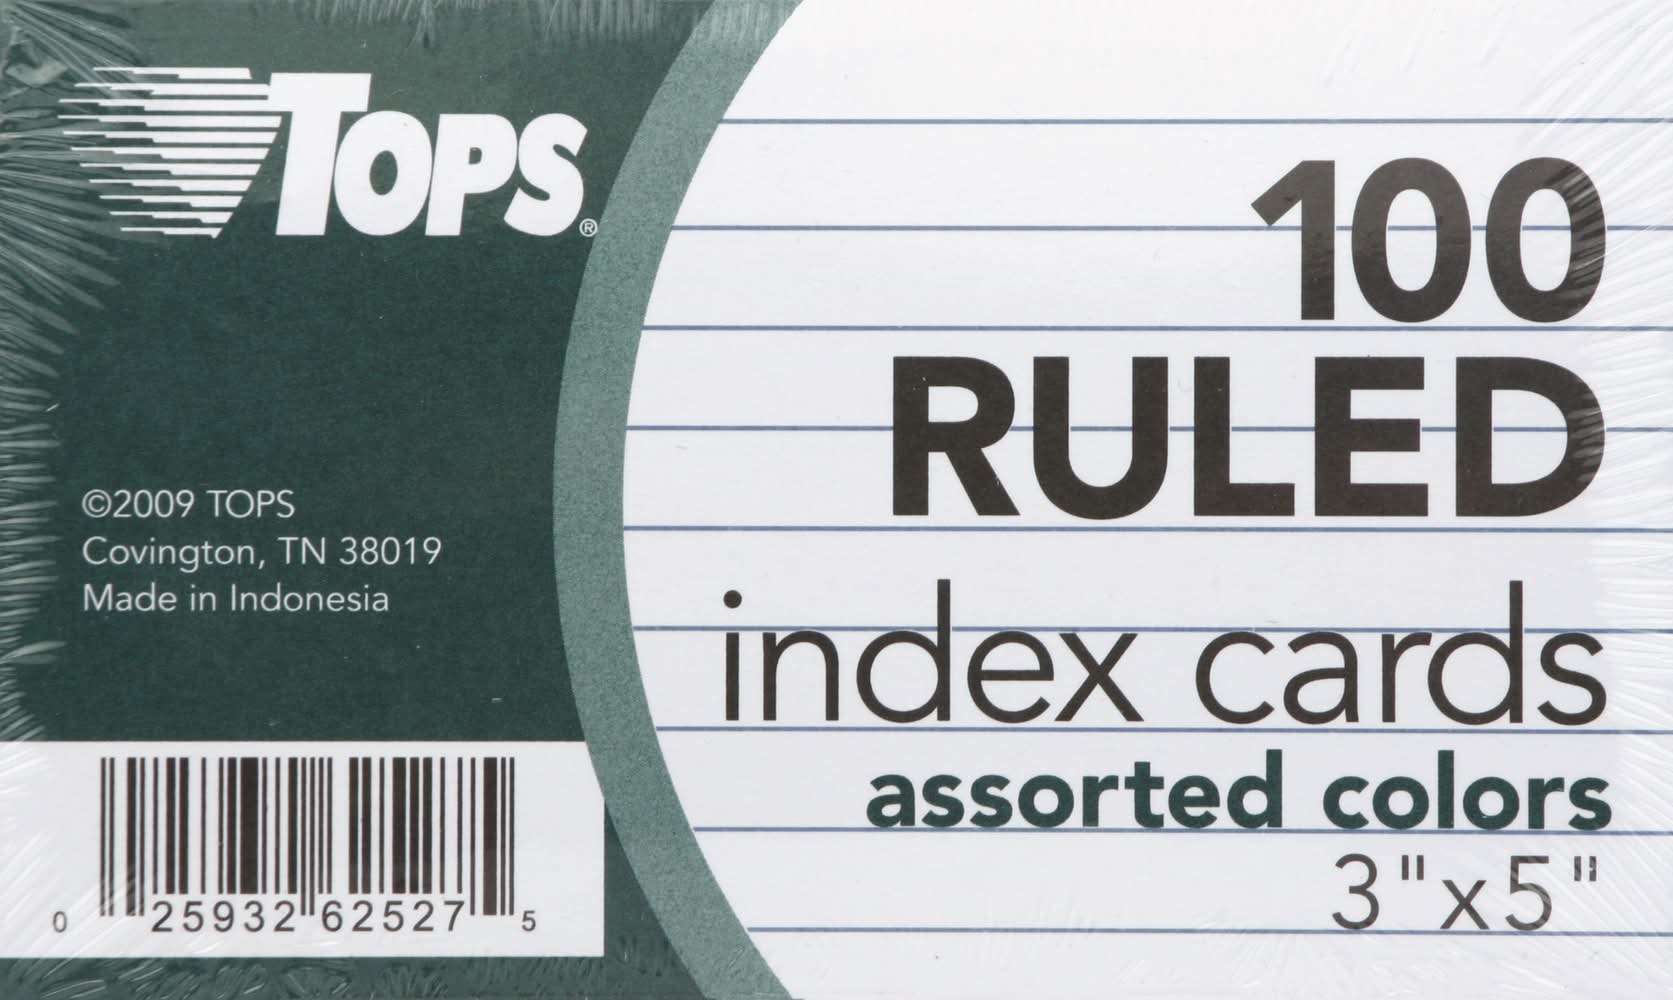 TOPS®
©2009 TOPS
Covington, TN 38019
Made in Indonesia
0 25932 62527 5
100
RULED
index cards
assorted colors
3" x 5"